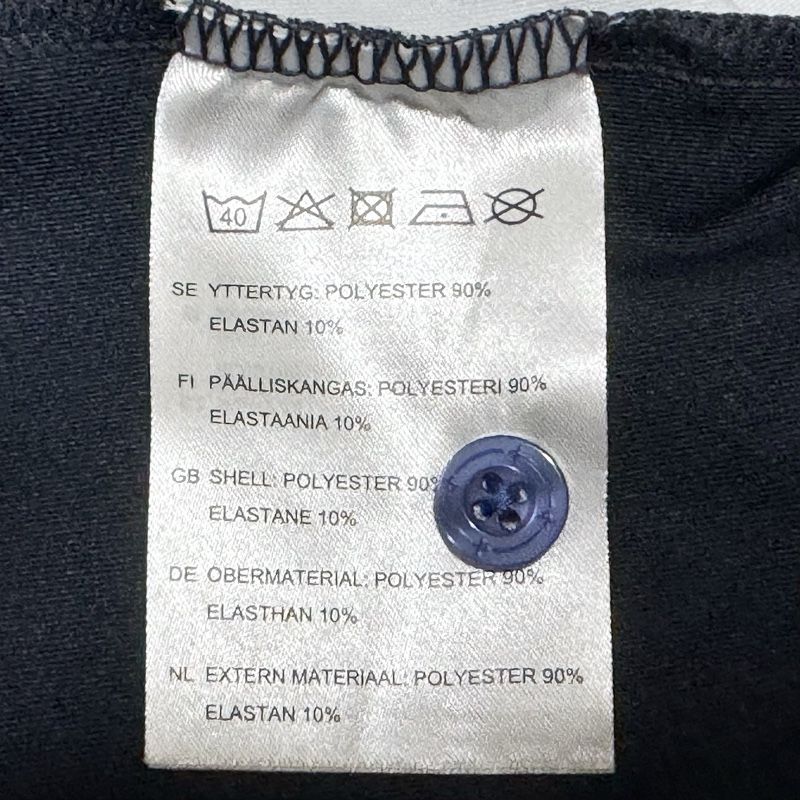 40
SE YTTERTYG: POLYESTER 90%
ELASTAN 10%
FI PÄÄLLISKANGAS: POLYESTERI 90%
ELASTAANIA 10%
GB SHELL: POLYESTER 90%
ELASTANE 10%
DE OBERMATERIAL: POLYESTER 90%
ELASTHAN 10%
NL EXTERN MATERIAAL: POLYESTER 90%
ELASTAN 10%